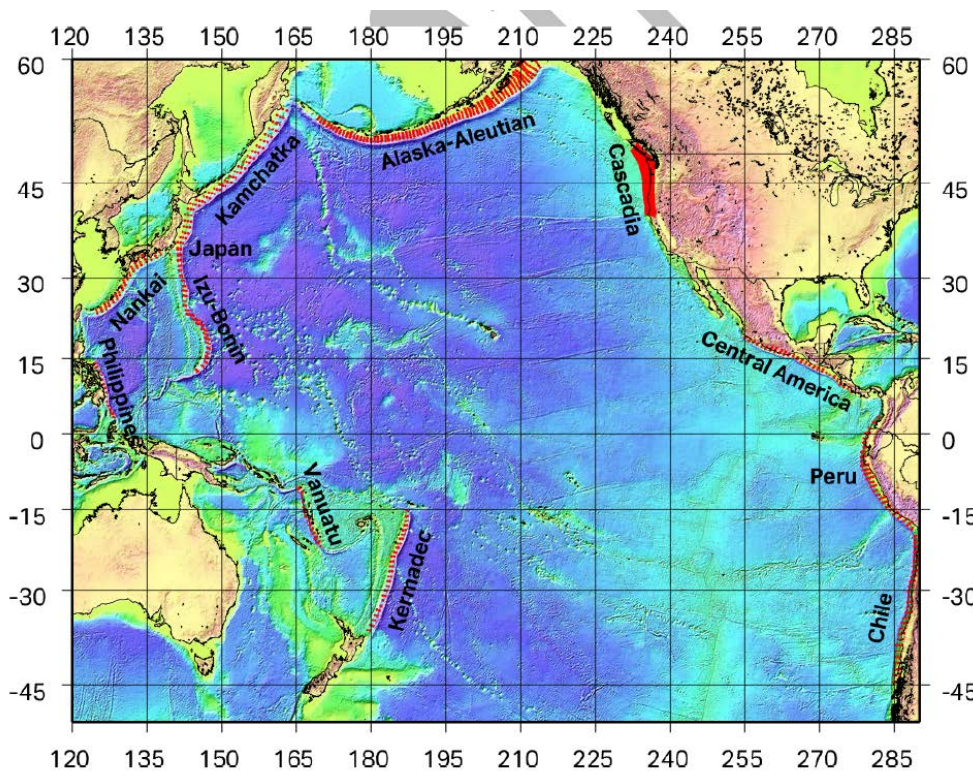 120 135 150 165 180 195 210 225 240 255 270 285
60 60
Alaska-Aleutian
Kamchatka
Cascadia
45 45
Japan
30 30
Nankai
Izu-Bonin
15 15
Philippines
Central America
0 0
Vanuatu
Peru
-15 -15
Kermadec
-30 -30
Chile
-45 -45
120 135 150 165 180 195 210 225 240 255 270 285